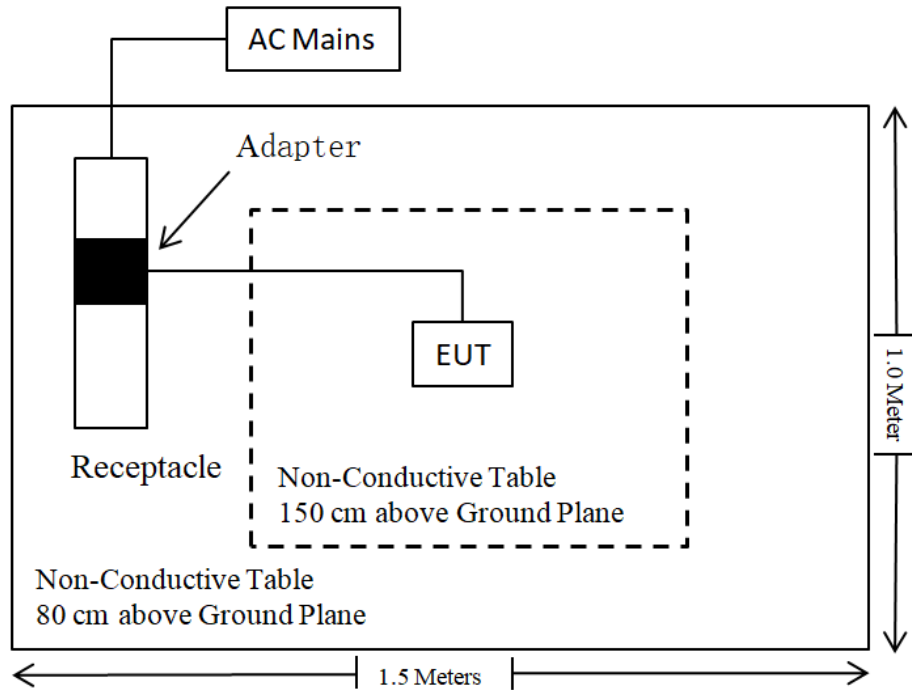 AC Mains
Adapter
EUT
1.0 Meter
Receptacle
Non-Conductive Table
150 cm above Ground Plane
Non-Conductive Table
80 cm above Ground Plane
1.5 Meters